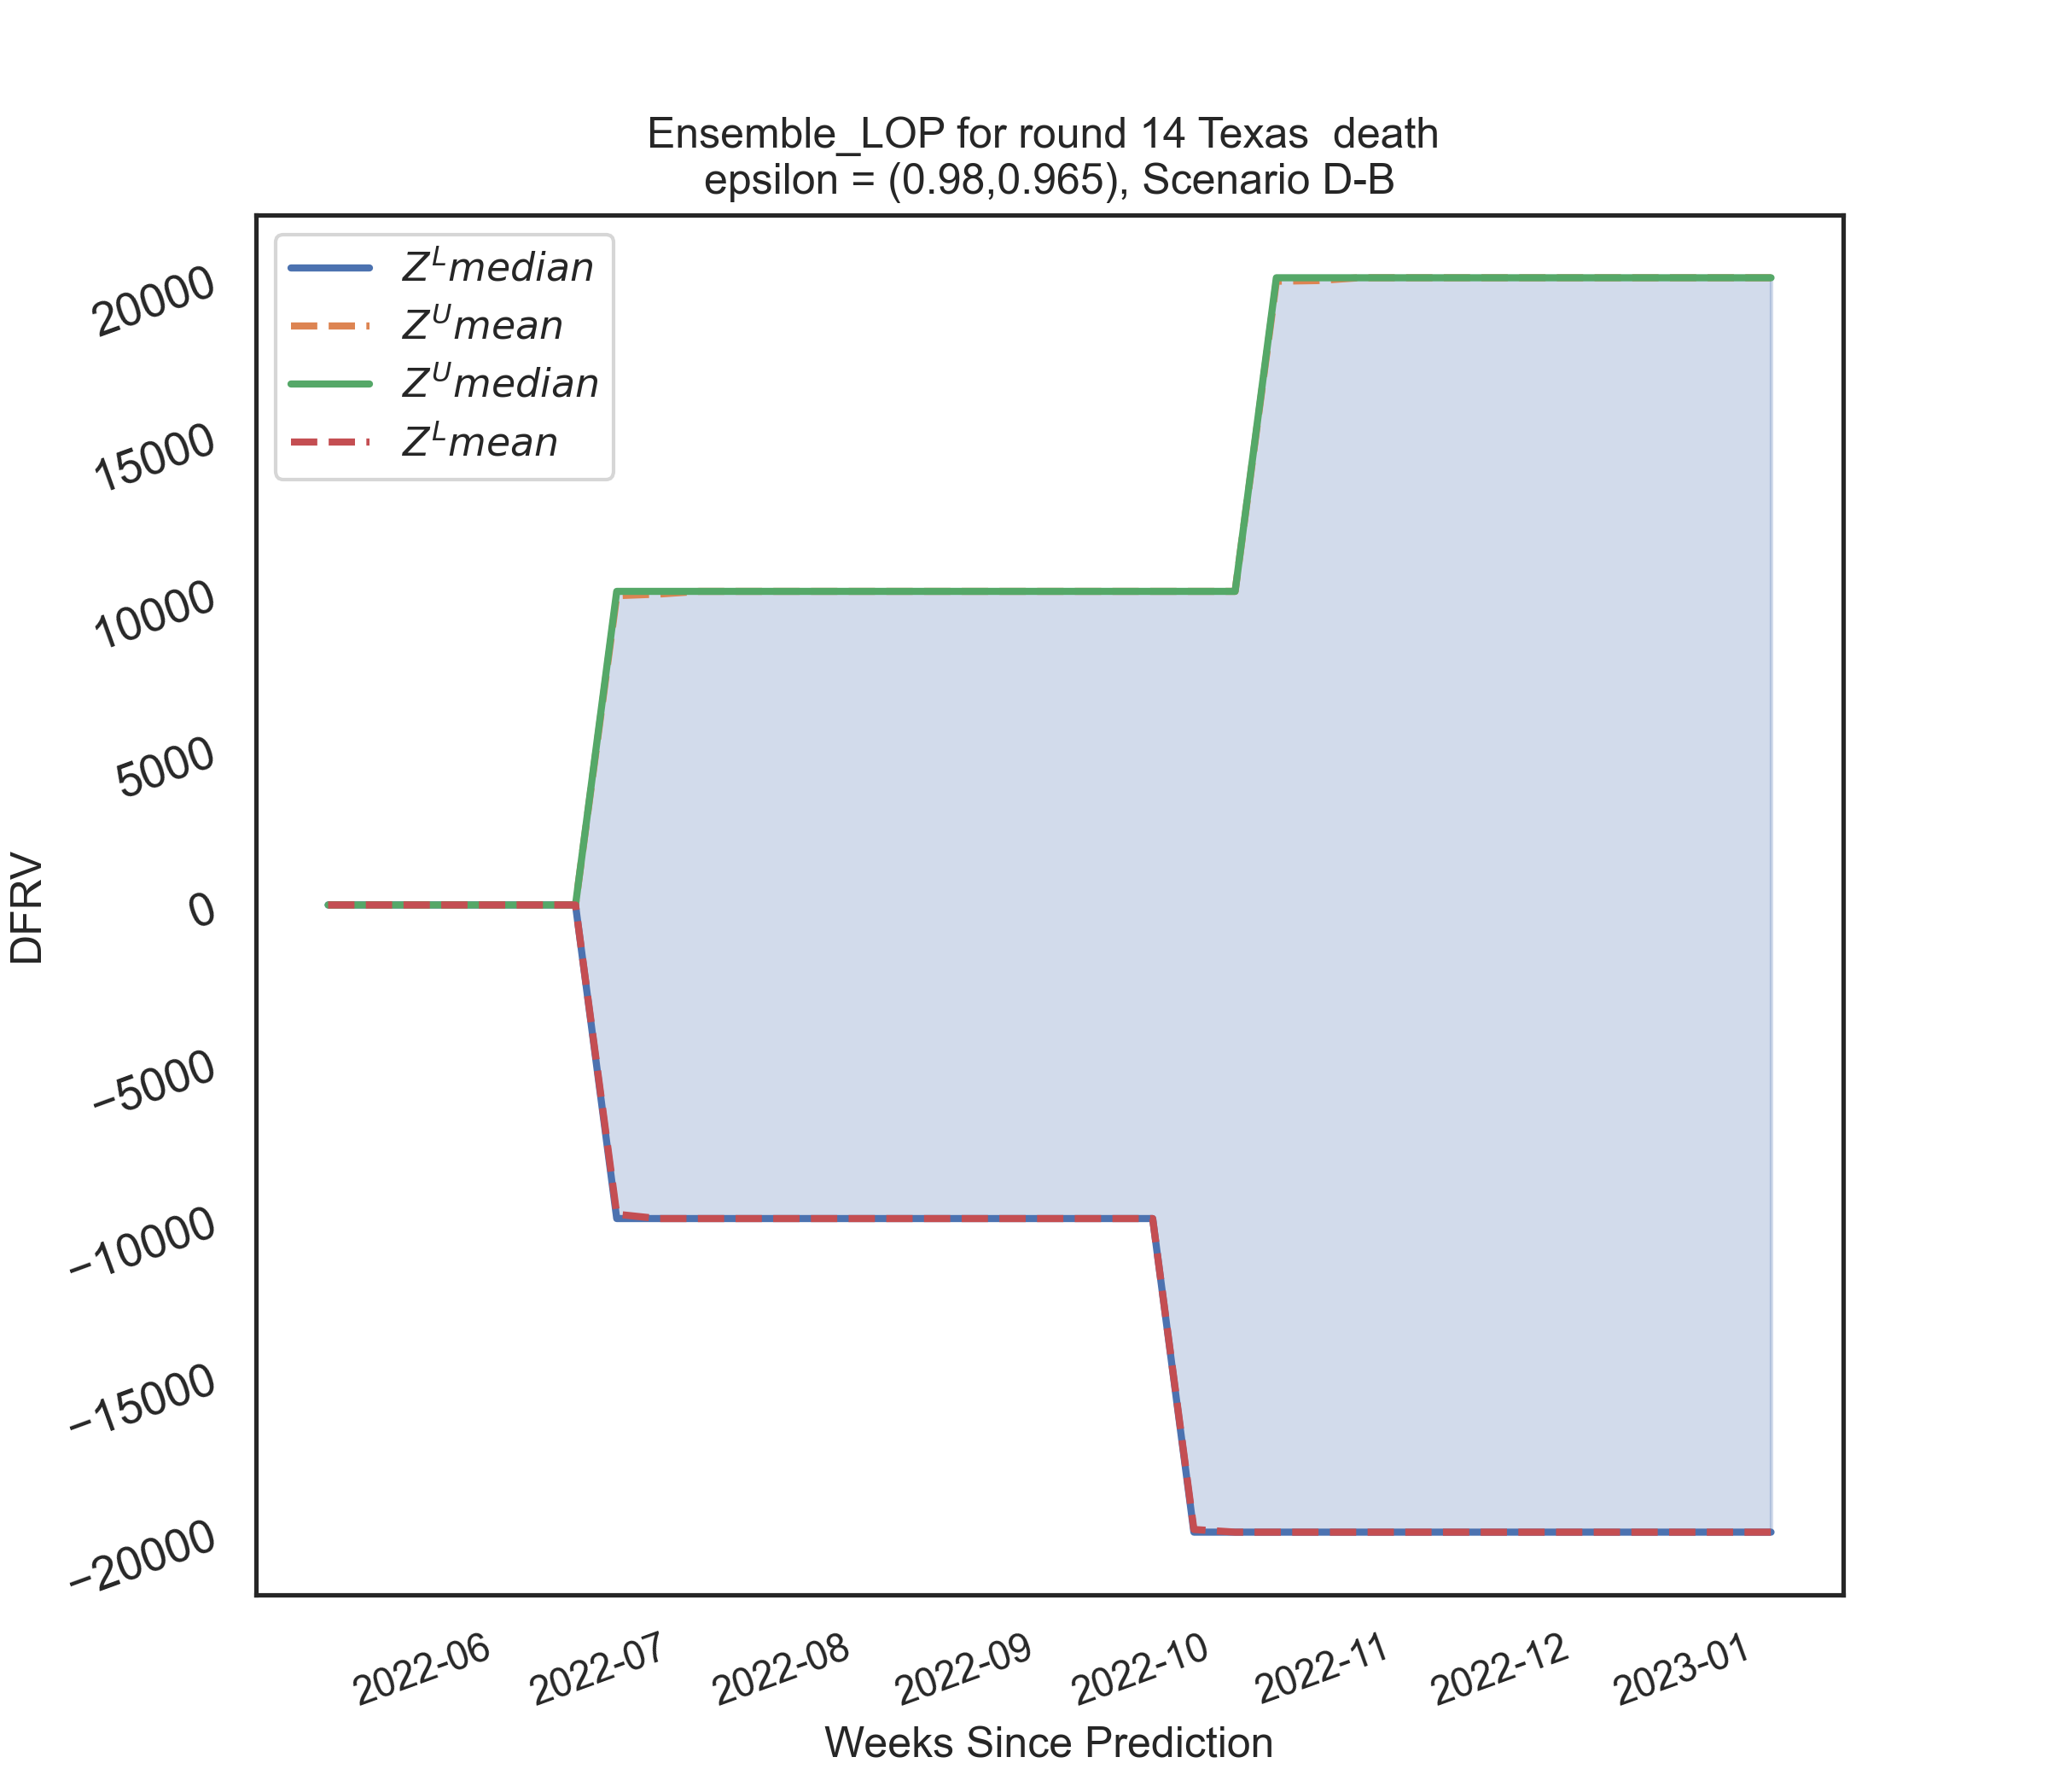 Ensemble_LOP for round 14 Texas  death
epsilon = (0.98,0.965), Scenario D-B
Z^L median
Z^U mean
Z^U median
Z^L mean
20000
15000
10000
5000
0
−5000
−10000
−15000
−20000
DFRV
2022-06
2022-07
2022-08
2022-09
2022-10
2022-11
2022-12
2023-01
Weeks Since Prediction